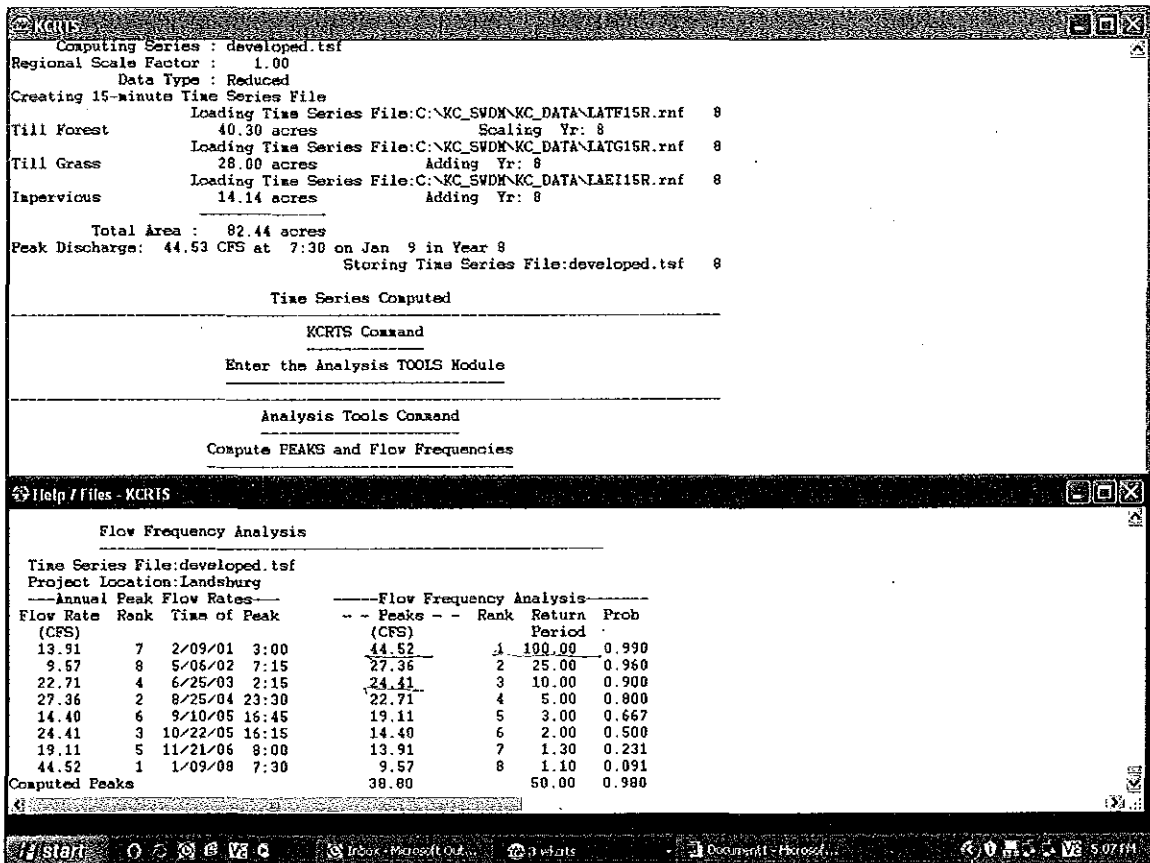 KCRTS
Computing Series : developed.tsf
Regional Scale Factor : 1.00
Data Type : Reduced
Creating 15-minute Time Series File
Loading Time Series File:C:\KC_SWDM\KC_DATA\LATF15R.rnf 8
Till Forest 40.30 acres Scaling Yr: 8
Loading Time Series File:C:\KC_SWDM\KC_DATA\LATG15R.rnf 8
Till Grass 28.00 acres Adding Yr: 8
Loading Time Series File:C:\KC_SWDM\KC_DATA\LAEI15R.rnf 8
Impervious 14.14 acres Adding Yr: 8
Total Area : 82.44 acres
Peak Discharge: 44.53 CFS at 7:30 on Jan 9 in Year 8
Storing Time Series File:developed.tsf 8
Time Series Computed
KCRTS Command
Enter the Analysis TOOLS Module
Analysis Tools Command
Compute PEAKS and Flow Frequencies
Help / Files - KCRTS
Flow Frequency Analysis
Time Series File:developed.tsf
Project Location:Landsburg
---Annual Peak Flow Rates--- -----Flow Frequency Analysis-------
Flow Rate Rank Time of Peak - - Peaks - - Rank Return Prob
(CFS) (CFS) Period
13.91 7 2/09/01 3:00 44.52 1 100.00 0.990
9.57 8 5/06/02 7:15 27.36 2 25.00 0.960
22.71 4 6/25/03 2:15 24.41 3 10.00 0.900
27.36 2 8/25/04 23:30 22.71 4 5.00 0.800
14.40 6 9/10/05 16:45 19.11 5 3.00 0.667
24.41 3 10/22/05 16:15 14.40 6 2.00 0.500
19.11 5 11/21/06 8:00 13.91 7 1.30 0.231
44.52 1 1/09/08 7:30 9.57 8 1.10 0.091
Computed Peaks 38.80 50.00 0.980
start Inbox - Microsoft Out... Document1 - Microsof... 5:07 PM